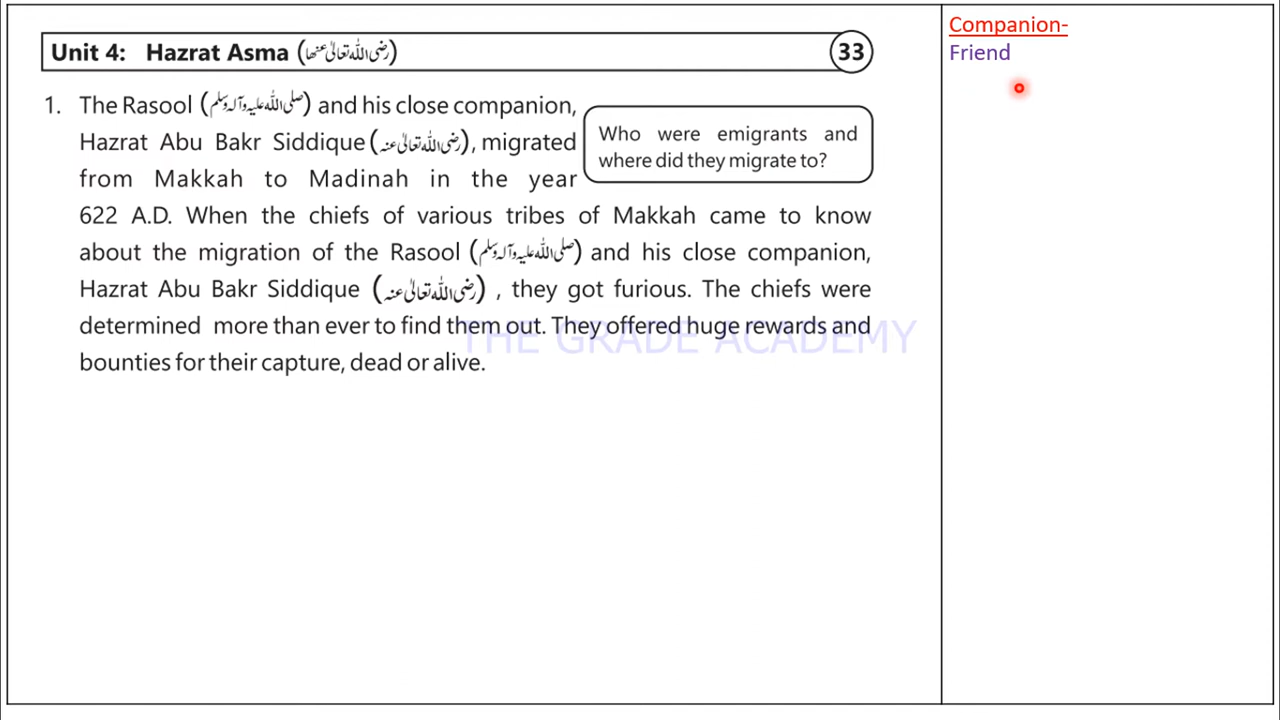 Unit 4: Hazrat Asma (رضی اللہ تعالیٰ عنھا)
33
1. The Rasool (صلی اللہ علیہ وآلہ وسلم) and his close companion,
Hazrat Abu Bakr Siddique (رضی اللہ تعالیٰ عنہ), migrated
from Makkah to Madinah in the year
622 A.D. When the chiefs of various tribes of Makkah came to know
about the migration of the Rasool (صلی اللہ علیہ وآلہ وسلم) and his close companion,
Hazrat Abu Bakr Siddique (رضی اللہ تعالیٰ عنہ) , they got furious. The chiefs were
determined more than ever to find them out. They offered huge rewards and
bounties for their capture, dead or alive.
Who were emigrants and
where did they migrate to?
THE GRADE ACADEMY
Companion-
Friend